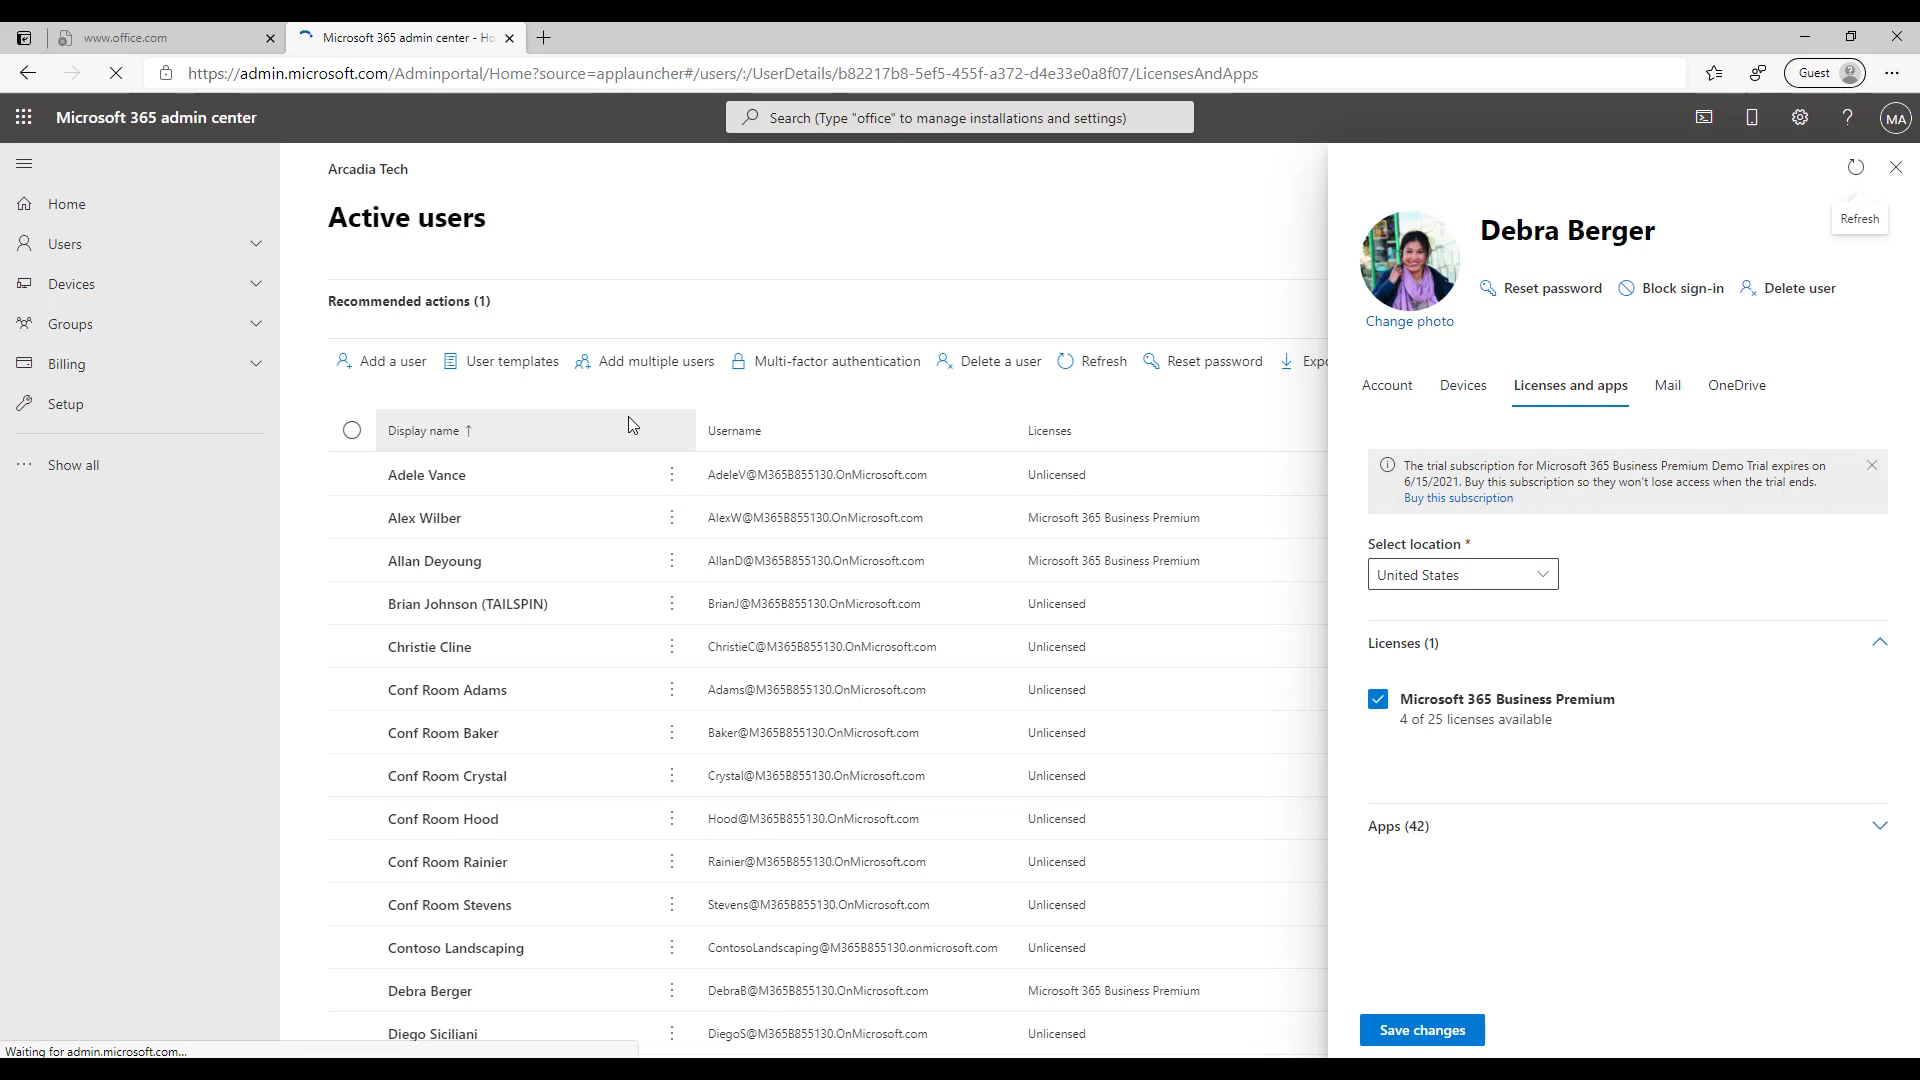 www.office.com
Microsoft 365 admin center - Ho
https://admin.microsoft.com/Adminportal/Home?source=applauncher#/users/:/UserDetails/b82217b8-5ef5-455f-a372-d4e33e0a8f07/LicensesAndApps
Guest
Microsoft 365 admin center
Search (Type "office" to manage installations and settings)
MA
Home
Users
Devices
Groups
Billing
Setup
Show all
Arcadia Tech
Active users
Recommended actions (1)
Add a user
User templates
Add multiple users
Multi-factor authentication
Delete a user
Refresh
Reset password
Expo
Display name ↑
Username
Licenses
Adele Vance
AdeleV@M365B855130.OnMicrosoft.com
Unlicensed
Alex Wilber
AlexW@M365B855130.OnMicrosoft.com
Microsoft 365 Business Premium
Allan Deyoung
AllanD@M365B855130.OnMicrosoft.com
Microsoft 365 Business Premium
Brian Johnson (TAILSPIN)
BrianJ@M365B855130.OnMicrosoft.com
Unlicensed
Christie Cline
ChristieC@M365B855130.OnMicrosoft.com
Unlicensed
Conf Room Adams
Adams@M365B855130.OnMicrosoft.com
Unlicensed
Conf Room Baker
Baker@M365B855130.OnMicrosoft.com
Unlicensed
Conf Room Crystal
Crystal@M365B855130.OnMicrosoft.com
Unlicensed
Conf Room Hood
Hood@M365B855130.OnMicrosoft.com
Unlicensed
Conf Room Rainier
Rainier@M365B855130.OnMicrosoft.com
Unlicensed
Conf Room Stevens
Stevens@M365B855130.OnMicrosoft.com
Unlicensed
Contoso Landscaping
ContosoLandscaping@M365B855130.onmicrosoft.com
Unlicensed
Debra Berger
DebraB@M365B855130.OnMicrosoft.com
Microsoft 365 Business Premium
Diego Siciliani
DiegoS@M365B855130.OnMicrosoft.com
Unlicensed
Waiting for admin.microsoft.com...
Refresh
Debra Berger
Reset password
Block sign-in
Delete user
Change photo
Account
Devices
Licenses and apps
Mail
OneDrive
The trial subscription for Microsoft 365 Business Premium Demo Trial expires on
6/15/2021. Buy this subscription so they won't lose access when the trial ends.
Buy this subscription
Select location *
United States
Licenses (1)
Microsoft 365 Business Premium
4 of 25 licenses available
Apps (42)
Save changes